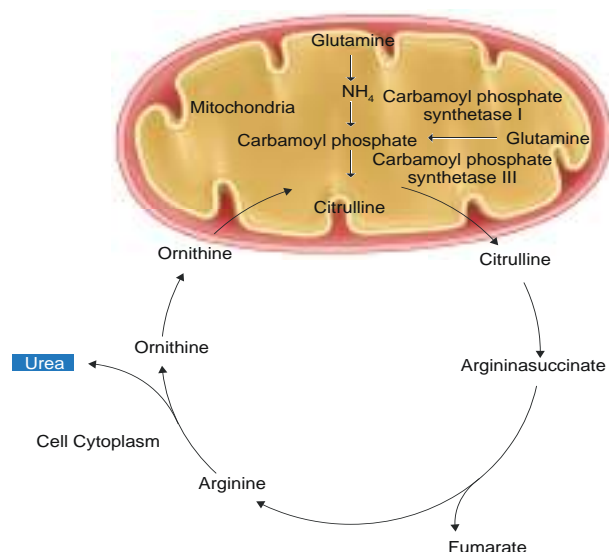 Glutamine
NH4
Mitochondria
Carbamoyl phosphate
synthetase I
Carbamoyl phosphate
Glutamine
Carbamoyl phosphate
synthetase III
Citrulline
Ornithine
Citrulline
Ornithine
Urea
Argininasuccinate
Cell Cytoplasm
Arginine
Fumarate